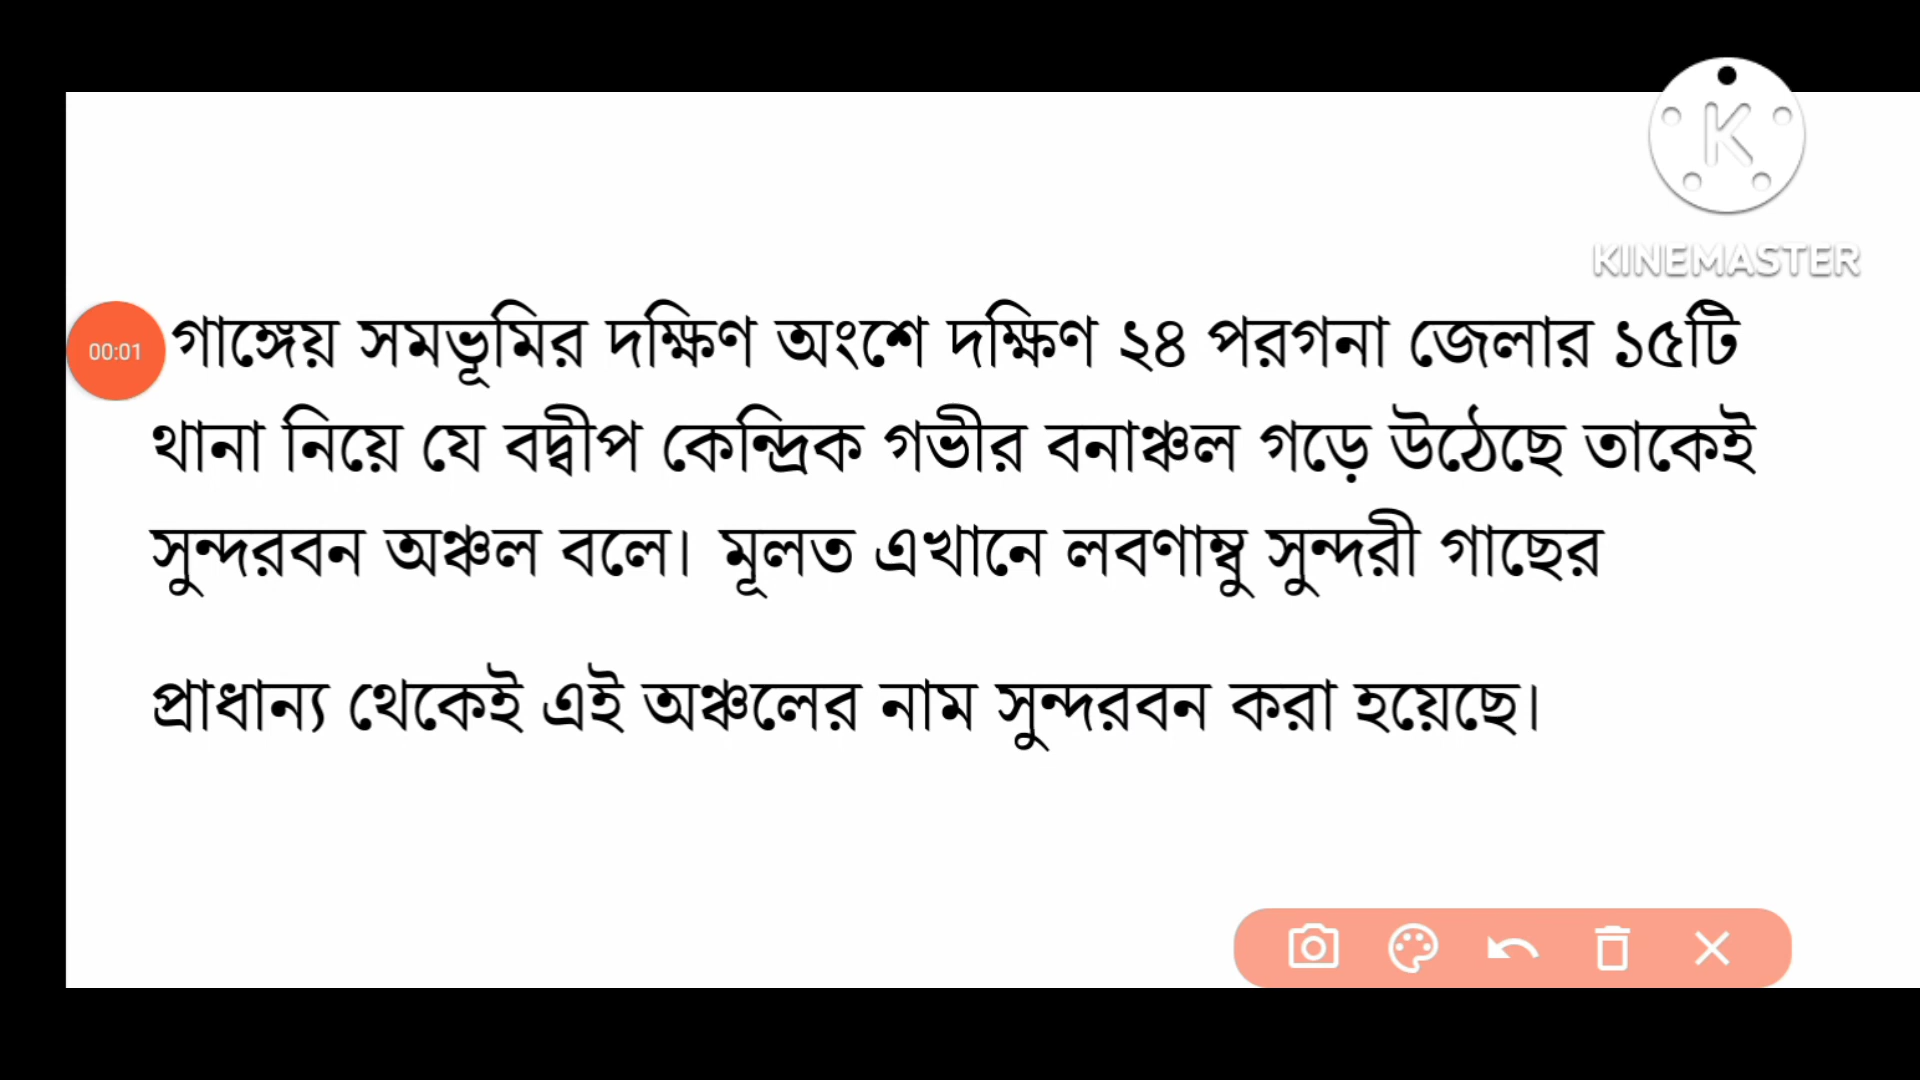 KINEMASTER
00:01 গাঙ্গেয় সমভূমির দক্ষিণ অংশে দক্ষিণ ২৪ পরগনা জেলার ১৫টি
থানা নিয়ে যে বদ্বীপ কেন্দ্রিক গভীর বনাঞ্চল গড়ে উঠেছে তাকেই
সুন্দরবন অঞ্চল বলে। মূলত এখানে লবণাম্বু সুন্দরী গাছের
প্রাধান্য থেকেই এই অঞ্চলের নাম সুন্দরবন করা হয়েছে।